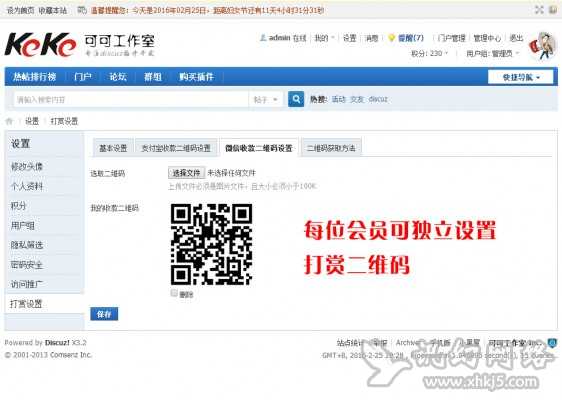 设为首页 收藏本站
温馨提醒您：今天是2016年02月25日，距离妇女节还有11天4小时31分31秒
KeKe 可可工作室
专注discuz插件开发
admin 在线 我的 设置 消息 提醒(7) 门户管理 管理中心 退出
积分: 230 用户组: 管理员
热帖排行榜 门户 论坛 群组 购买插件 快捷导航
请输入搜索内容 帖子 热搜: 活动 交友 discuz
设置 打赏设置
设置
修改头像
个人资料
积分
用户组
隐私筛选
密码安全
访问推广
打赏设置
基本设置 支付宝收款二维码设置 微信收款二维码设置 二维码获取方法
选取二维码 选择文件 未选择任何文件
上传文件必须是图片文件，且大小必须小于100K
我的收款二维码
删除
每位会员可独立设置
打赏二维码
保存
Powered by Discuz! X3.2
© 2001-2013 Comsenz Inc.
站点统计 举报 Archiver 手机版 小黑屋 可可工作室 Inc.
GMT+8, 2016-2-25 19:28
www.xhkj5.com